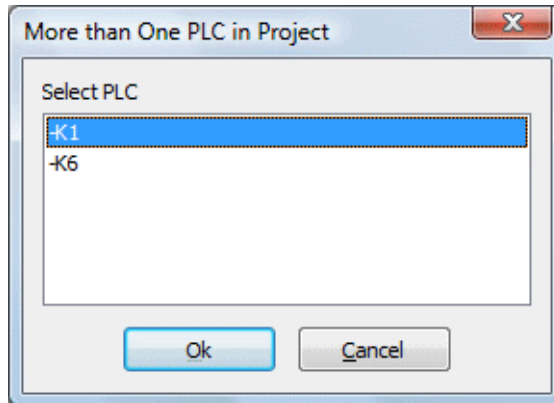 More than One PLC in Project
Select PLC
-K1
-K6
Ok
Cancel